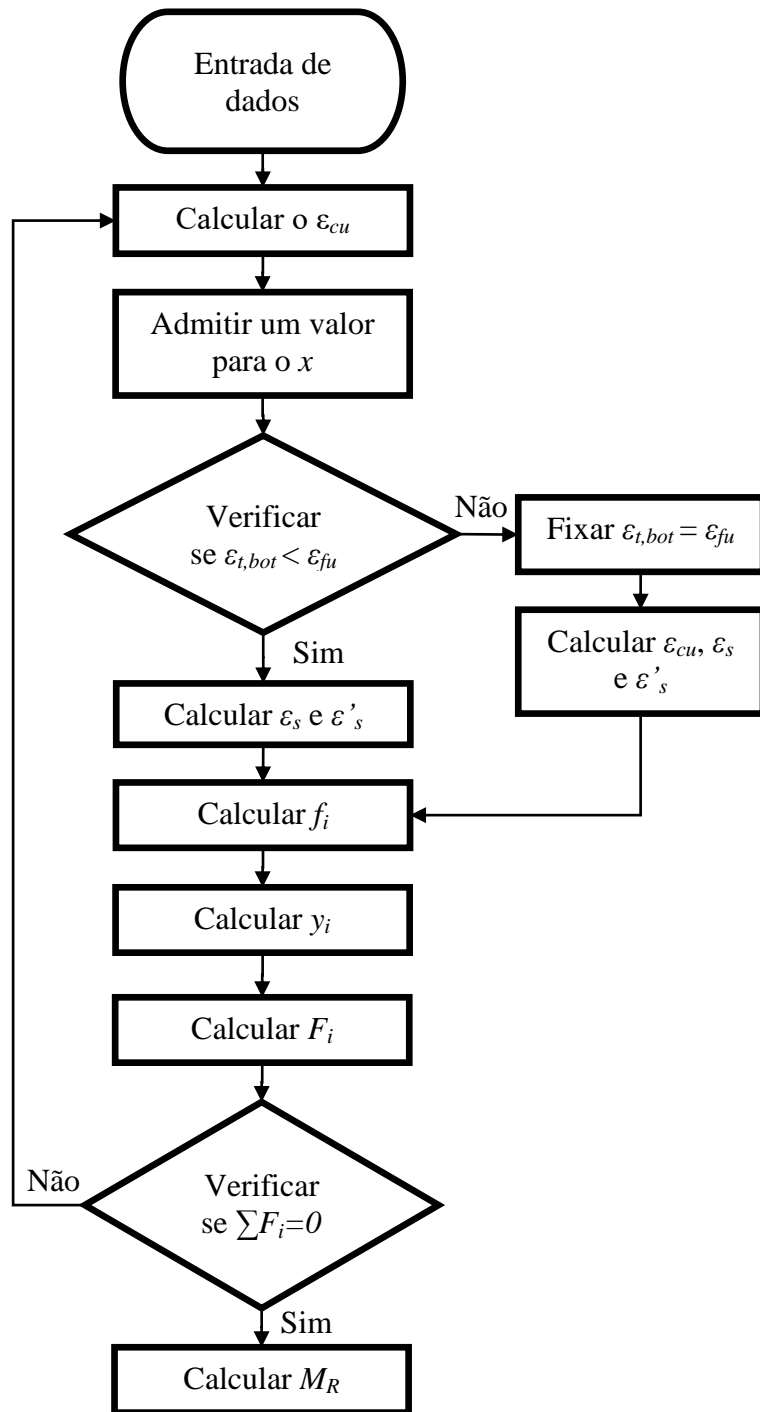 Entrada de
dados
Calcular o εcu
Admitir um valor
para o x
Verificar
se εt,bot < εfu
Não
Fixar εt,bot = εfu
Calcular εcu, εs
e ε’s
Sim
Calcular εs e ε’s
Calcular fi
Calcular yi
Calcular Fi
Verificar
se ∑Fi=0
Não
Sim
Calcular MR